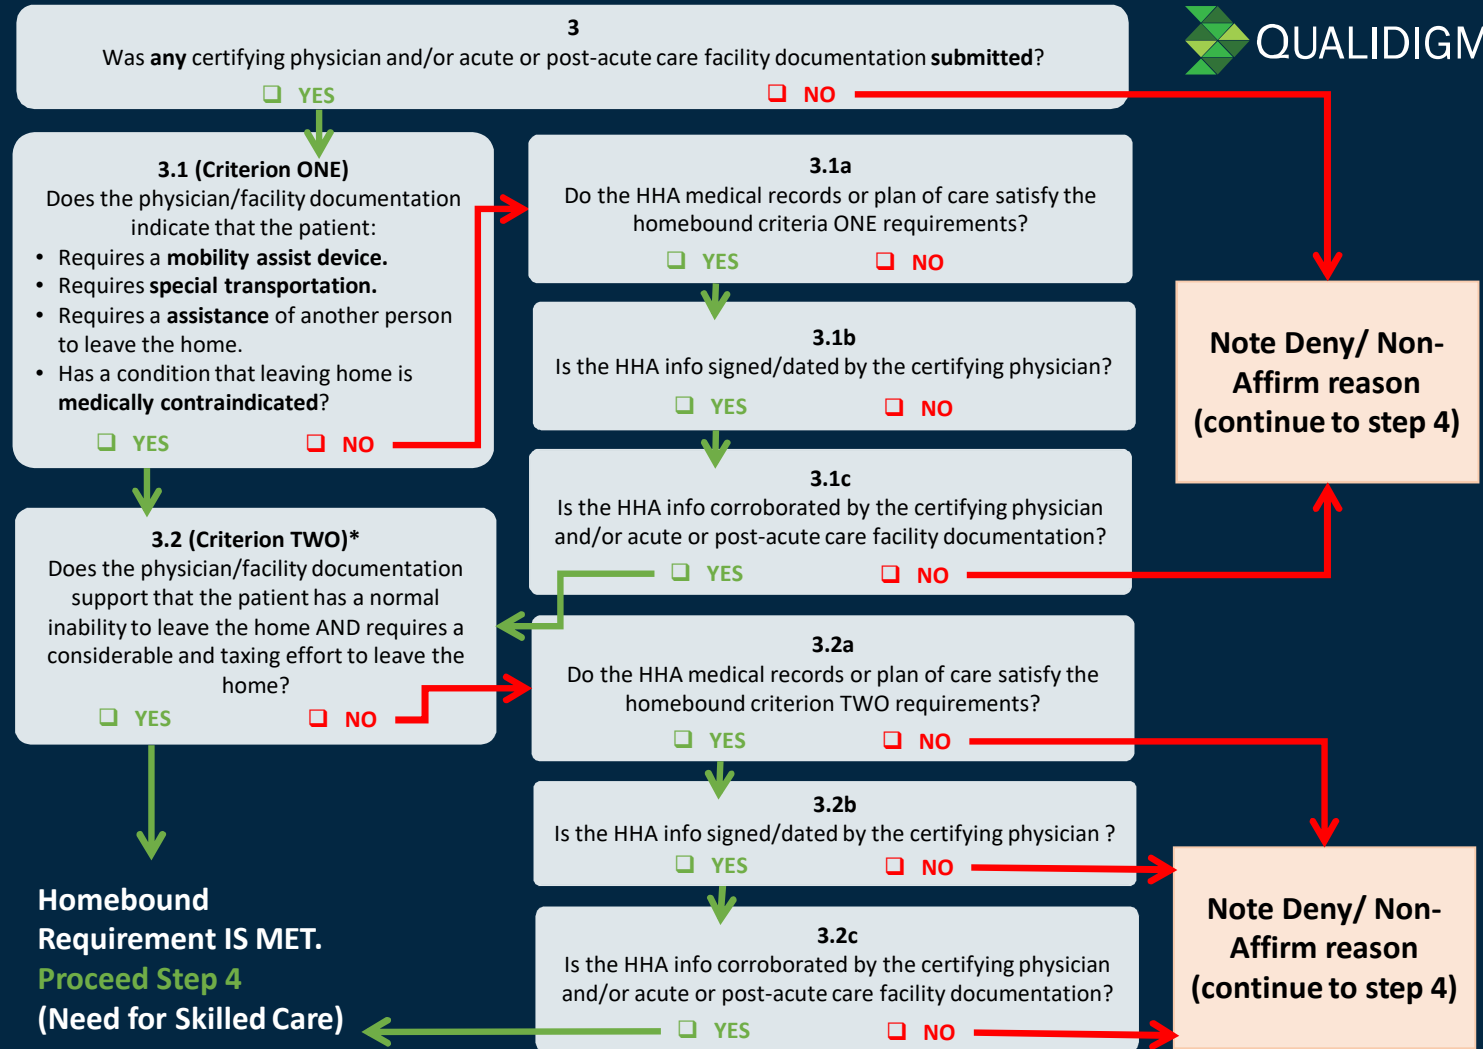 3
Was any certifying physician and/or acute or post-acute care facility documentation submitted?
❑ YES
❑ NO
QUALIDIGM
3.1 (Criterion ONE)
Does the physician/facility documentation
indicate that the patient:
• Requires a mobility assist device.
• Requires special transportation.
• Requires a assistance of another person
to leave the home.
• Has a condition that leaving home is
medically contraindicated?
❑ YES
❑ NO
3.1a
Do the HHA medical records or plan of care satisfy the
homebound criteria ONE requirements?
❑ YES
❑ NO
3.1b
Is the HHA info signed/dated by the certifying physician?
❑ YES
❑ NO
3.1c
Is the HHA info corroborated by the certifying physician
and/or acute or post-acute care facility documentation?
❑ YES
❑ NO
Note Deny/ Non-
Affirm reason
(continue to step 4)
3.2 (Criterion TWO)*
Does the physician/facility documentation
support that the patient has a normal
inability to leave the home AND requires a
considerable and taxing effort to leave the
home?
❑ YES
❑ NO
3.2a
Do the HHA medical records or plan of care satisfy the
homebound criterion TWO requirements?
❑ YES
❑ NO
3.2b
Is the HHA info signed/dated by the certifying physician ?
❑ YES
❑ NO
3.2c
Is the HHA info corroborated by the certifying physician
and/or acute or post-acute care facility documentation?
❑ YES
❑ NO
Note Deny/ Non-
Affirm reason
(continue to step 4)
Homebound
Requirement IS MET.
Proceed Step 4
(Need for Skilled Care)